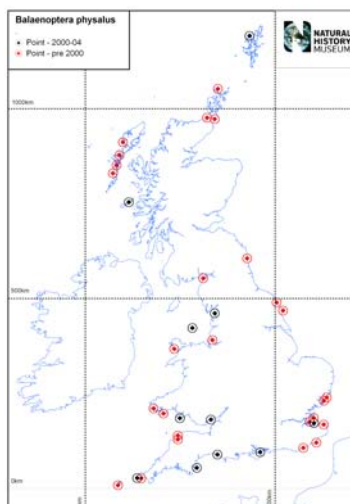 Balaenoptera physalus
Point - 2000-04
Point - pre 2000
NATURAL
HISTORY
MUSEUM
1000km
500km
0km